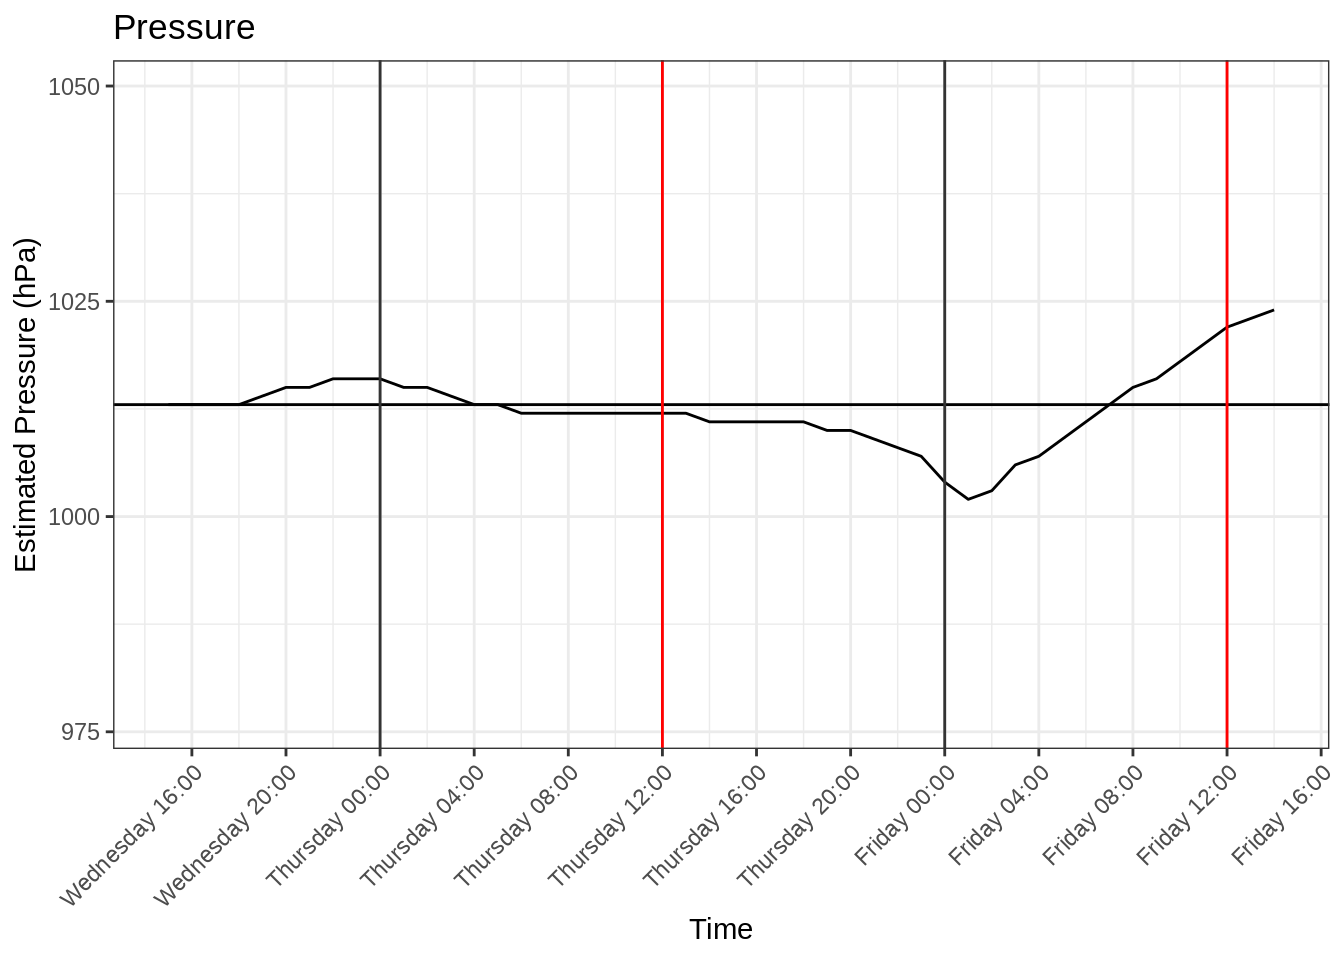 Pressure
Estimated Pressure (hPa)
1050
1025
1000
975
Wednesday 16:00
Wednesday 20:00
Thursday 00:00
Thursday 04:00
Thursday 08:00
Thursday 12:00
Thursday 16:00
Thursday 20:00
Friday 00:00
Friday 04:00
Friday 08:00
Friday 12:00
Friday 16:00
Time